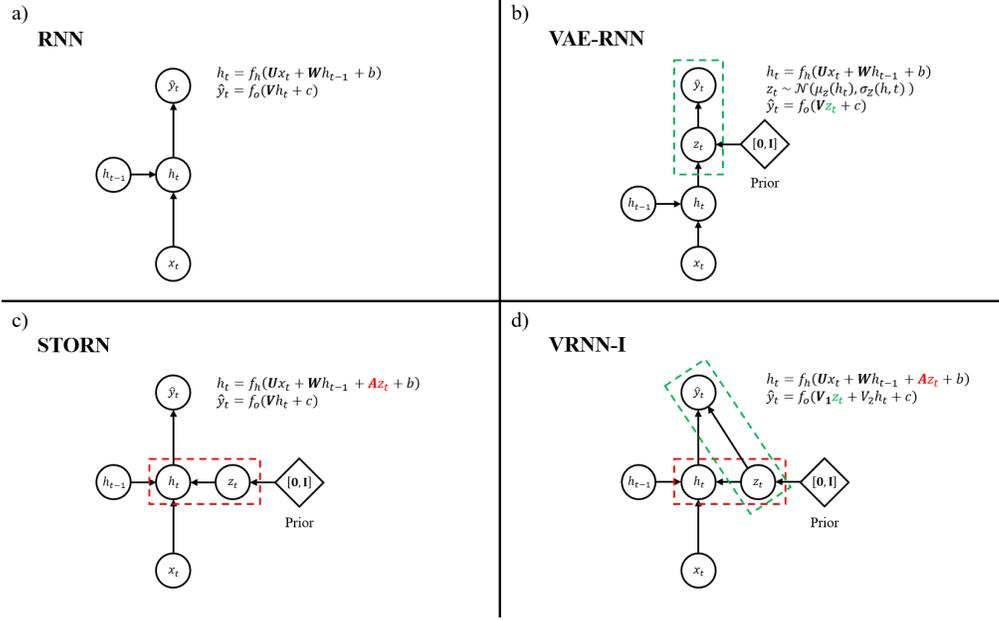 a)
RNN
h_t = f_h(Ux_t + Wh_{t−1} + b)
ŷ_t = f_o(Vh_t + c)
ŷ_t
h_{t−1}
h_t
x_t
b)
VAE-RNN
h_t = f_h(Ux_t + Wh_{t−1} + b)
z_t ~ 𝒩(μ_z(h_t), σ_z(h, t) )
ŷ_t = f_o(Vz_t + c)
ŷ_t
z_t
[0, I]
Prior
h_{t−1}
h_t
x_t
c)
STORN
h_t = f_h(Ux_t + Wh_{t−1} + Az_t + b)
ŷ_t = f_o(Vh_t + c)
ŷ_t
h_{t−1}
h_t
z_t
[0, I]
Prior
x_t
d)
VRNN-I
h_t = f_h(Ux_t + Wh_{t−1} + Az_t + b)
ŷ_t = f_o(V_1z_t + V_2h_t + c)
ŷ_t
h_{t−1}
h_t
z_t
[0, I]
Prior
x_t